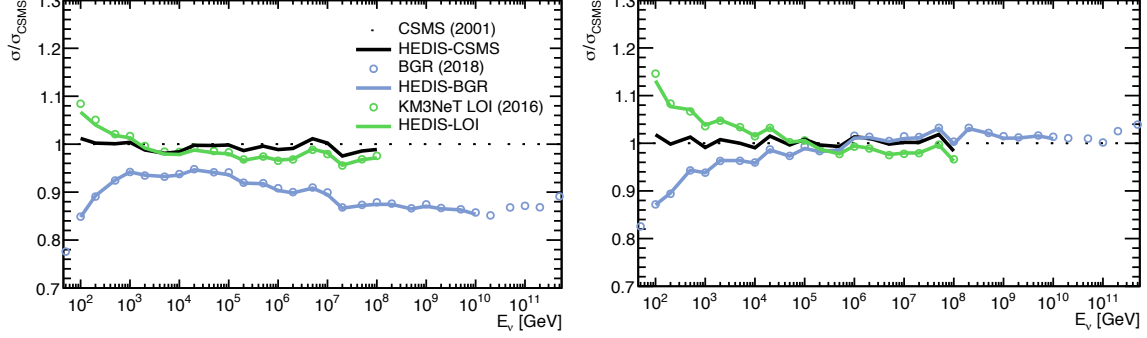 1.3
1.2
1.1
1
0.9
0.8
0.7
σ/σCSMS
CSMS (2001)
HEDIS-CSMS
BGR (2018)
HEDIS-BGR
KM3NeT LOI (2016)
HEDIS-LOI
10² 10³ 10⁴ 10⁵ 10⁶ 10⁷ 10⁸ 10⁹ 10¹⁰ 10¹¹
Eν [GeV]
1.3
1.2
1.1
1
0.9
0.8
0.7
σ/σCSMS
10² 10³ 10⁴ 10⁵ 10⁶ 10⁷ 10⁸ 10⁹ 10¹⁰ 10¹¹
Eν [GeV]